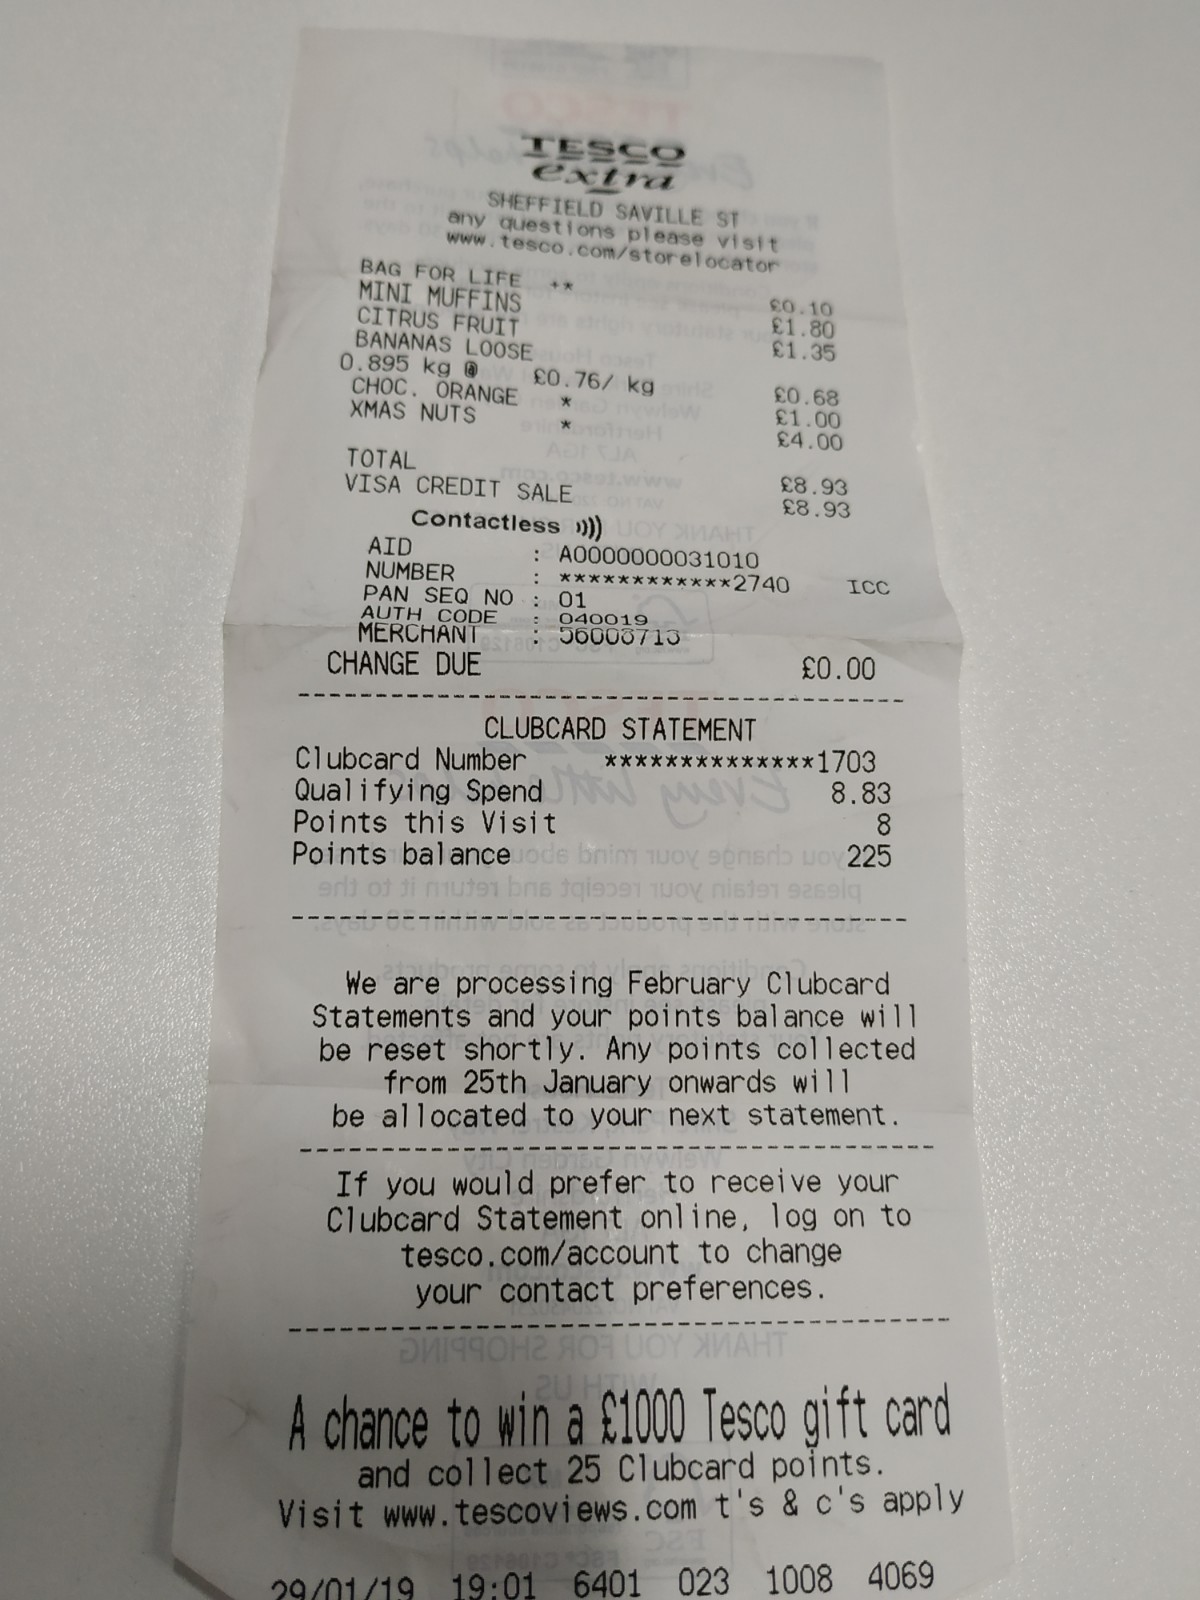 TESCO
extra
SHEFFIELD SAVILLE ST
any questions please visit
www.tesco.com/storelocator
BAG FOR LIFE +* £0.10
MINI MUFFINS £1.80
CITRUS FRUIT £1.35
BANANAS LOOSE
0.895 kg @ £0.76/ kg £0.68
CHOC. ORANGE * £1.00
XMAS NUTS * £4.00
TOTAL £8.93
VISA CREDIT SALE £8.93
Contactless
AID : A0000000031010
NUMBER : ************2740 ICC
PAN SEQ NO : 01
AUTH CODE : 040019
MERCHANT :
CHANGE DUE £0.00
CLUBCARD STATEMENT
Clubcard Number **************1703
Qualifying Spend 8.83
Points this Visit 8
Points balance 225
We are processing February Clubcard
Statements and your points balance will
be reset shortly. Any points collected
from 25th January onwards will
be allocated to your next statement.
If you would prefer to receive your
Clubcard Statement online, log on to
tesco.com/account to change
your contact preferences.
A chance to win a £1000 Tesco gift card
and collect 25 Clubcard points.
Visit www.tescoviews.com t's & c's apply
29/01/19 19:01 6401 023 1008 4069